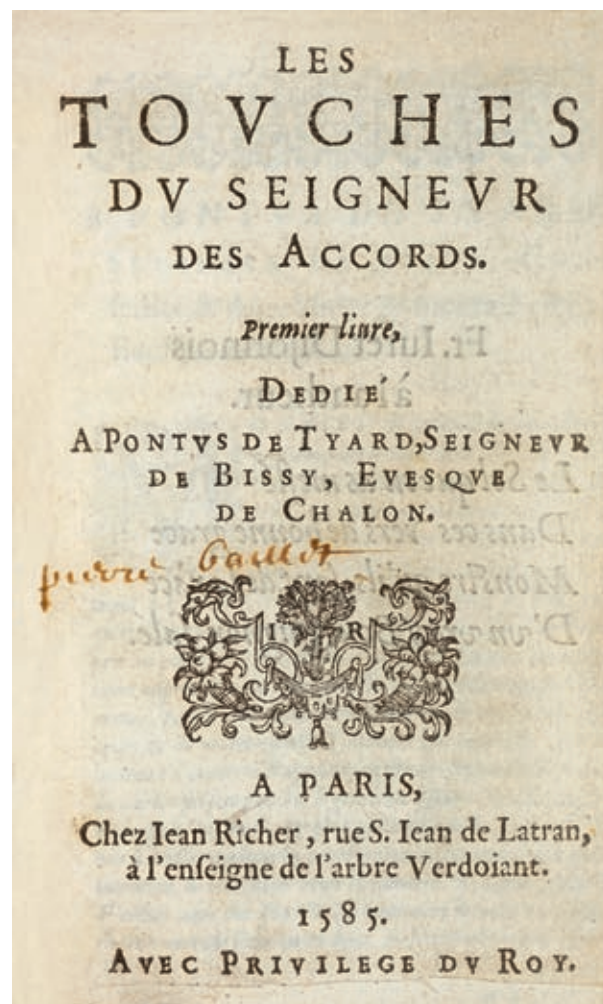 LES
TOVCHES
DV SEIGNEVR
DES ACCORDS.
Premier liure,
DEDIE´
A PONTVS DE TYARD, SEIGNEVR
DE BISSY, EVESQVE
DE CHALON.
pierre
I R
A PARIS,
Chez Iean Richer, rue S. Iean de Latran,
à l'enſeigne de l'arbre Verdoiant.
1585.
AVEC PRIVILEGE DV ROY.